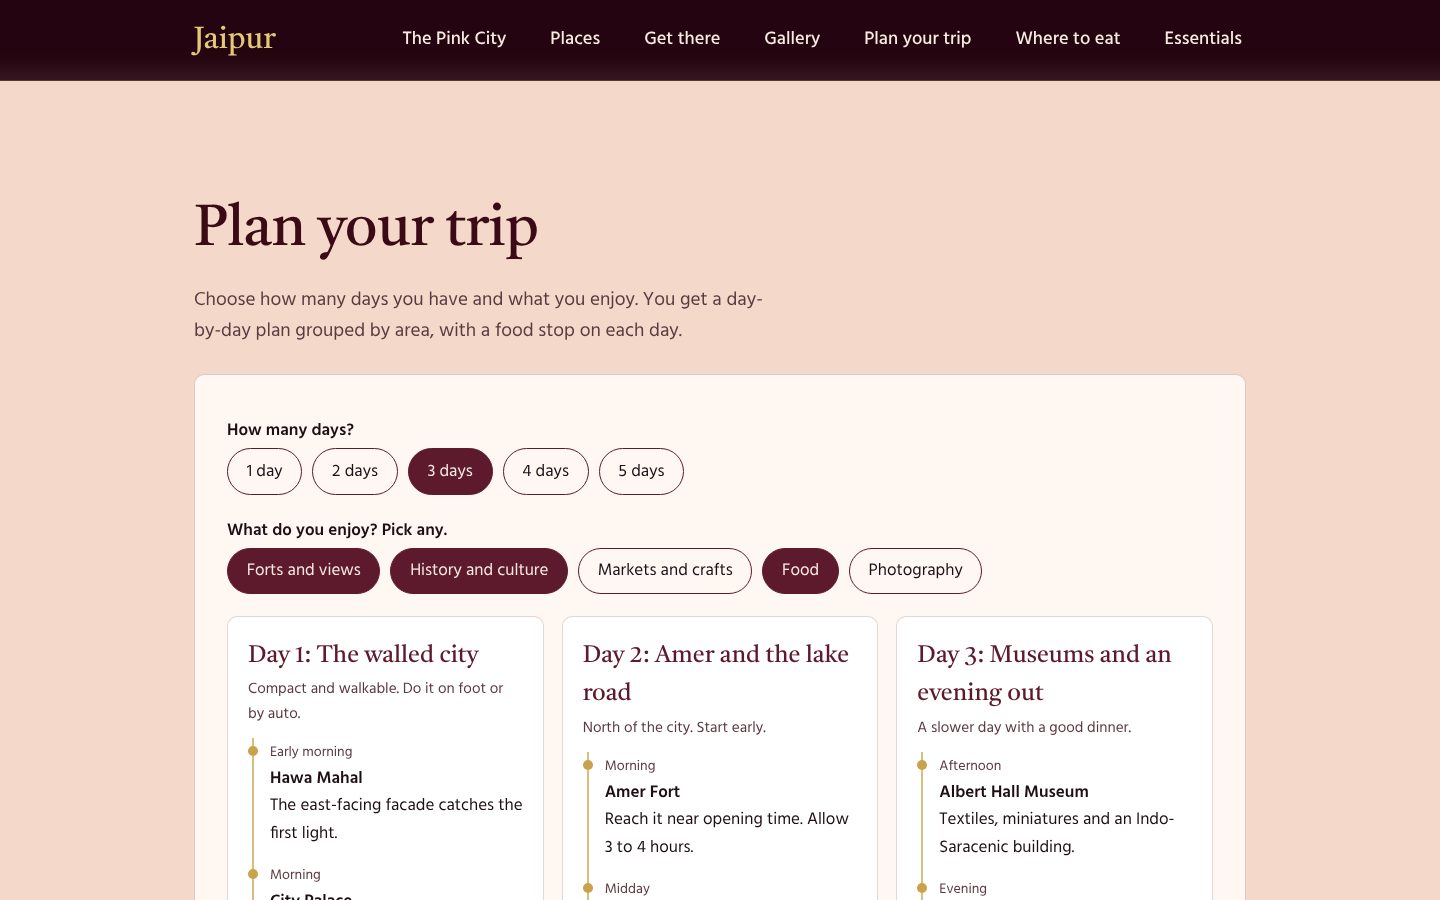 Jaipur
The Pink City
Places
Get there
Gallery
Plan your trip
Where to eat
Essentials
Plan your trip
Choose how many days you have and what you enjoy. You get a day-
by-day plan grouped by area, with a food stop on each day.
How many days?
1 day
2 days
3 days
4 days
5 days
What do you enjoy? Pick any.
Forts and views
History and culture
Markets and crafts
Food
Photography
Day 1: The walled city
Compact and walkable. Do it on foot or
by auto.
Early morning
Hawa Mahal
The east-facing facade catches the
first light.
Morning
City Palace
Day 2: Amer and the lake
road
North of the city. Start early.
Morning
Amer Fort
Reach it near opening time. Allow
3 to 4 hours.
Midday
Day 3: Museums and an
evening out
A slower day with a good dinner.
Afternoon
Albert Hall Museum
Textiles, miniatures and an Indo-
Saracenic building.
Evening